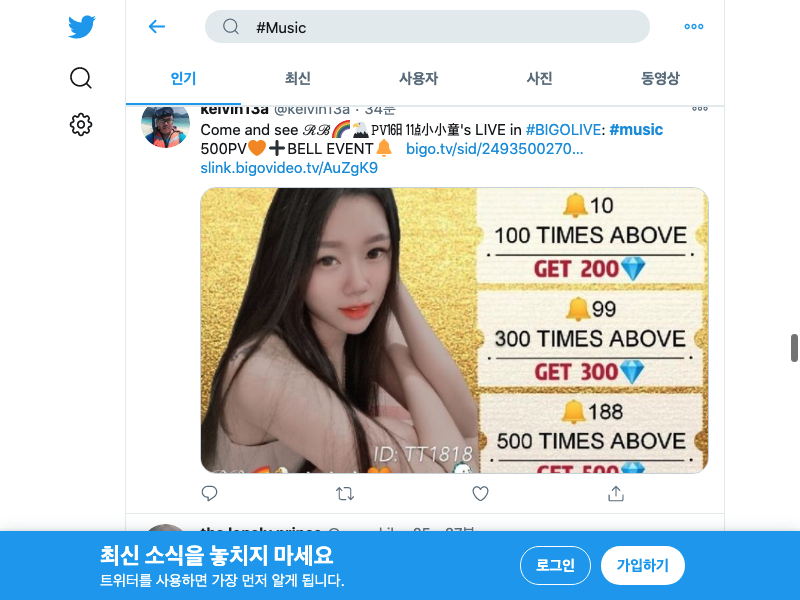 #Music
인기 최신 사용자 사진 동영상
kelvin13a @kelvin13a · 34분
Come and see ℛℬ🌈🦅PV16밈 11낦小小童's LIVE in #BIGOLIVE: #music
500PV🧡➕BELL EVENT🔔 bigo.tv/sid/2493500270...
slink.bigovideo.tv/AuZgK9
🔔10
100 TIMES ABOVE
GET 200💎
🔔99
300 TIMES ABOVE
GET 300💎
🔔188
500 TIMES ABOVE
GET 500💎
ID: TT1818
the lonely prince
최신 소식을 놓치지 마세요
트위터를 사용하면 가장 먼저 알게 됩니다.
로그인
가입하기